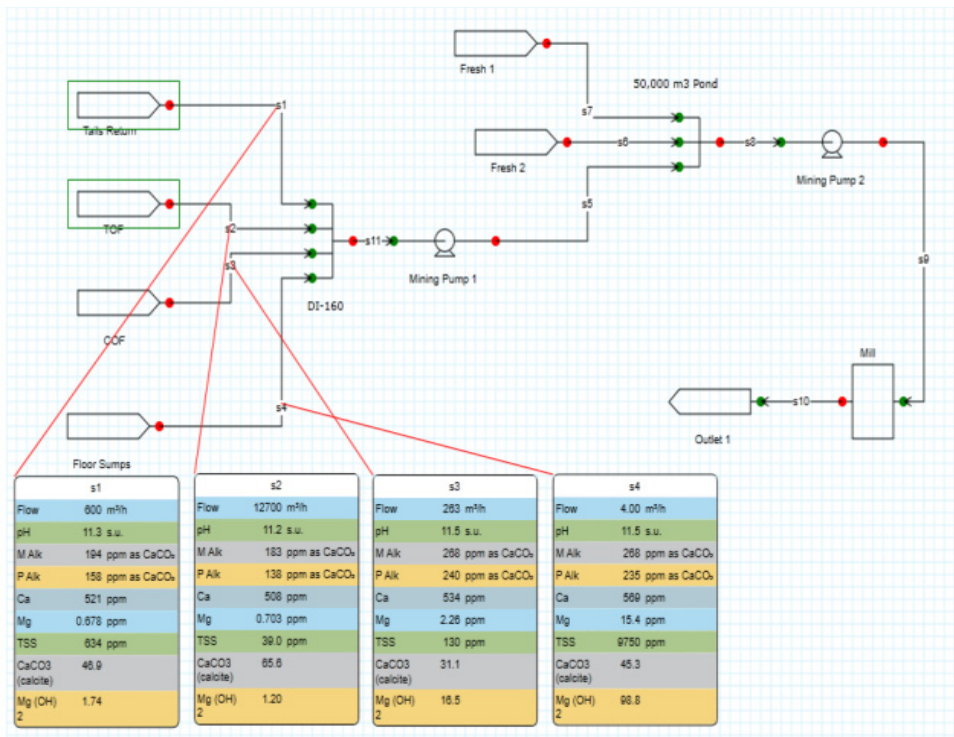 Fresh 1
50,000 m3 Pond
s1
s7
Tails Return
Fresh 2
s6
s8
Mining Pump 2
TOF
s2
s5
s11
s3
Mining Pump 1
s9
DI-160
COF
Mill
s4
s10
Outlet 1
Floor Sumps
s1
Flow 600 m³/h
pH 11.3 s.u.
M Alk 194 ppm as CaCO₃
P Alk 158 ppm as CaCO₃
Ca 521 ppm
Mg 0.678 ppm
TSS 634 ppm
CaCO3 46.9
(calcite)
Mg (OH) 1.74
2
s2
Flow 12700 m³/h
pH 11.2 s.u.
M Alk 183 ppm as CaCO₃
P Alk 138 ppm as CaCO₃
Ca 508 ppm
Mg 0.703 ppm
TSS 39.0 ppm
CaCO3 65.6
(calcite)
Mg (OH) 1.20
2
s3
Flow 263 m³/h
pH 11.5 s.u.
M Alk 268 ppm as CaCO₃
P Alk 240 ppm as CaCO₃
Ca 534 ppm
Mg 2.26 ppm
TSS 130 ppm
CaCO3 31.1
(calcite)
Mg (OH) 16.5
2
s4
Flow 4.00 m³/h
pH 11.5 s.u.
M Alk 268 ppm as CaCO₃
P Alk 235 ppm as CaCO₃
Ca 569 ppm
Mg 15.4 ppm
TSS 9750 ppm
CaCO3 45.3
(calcite)
Mg (OH) 98.8
2